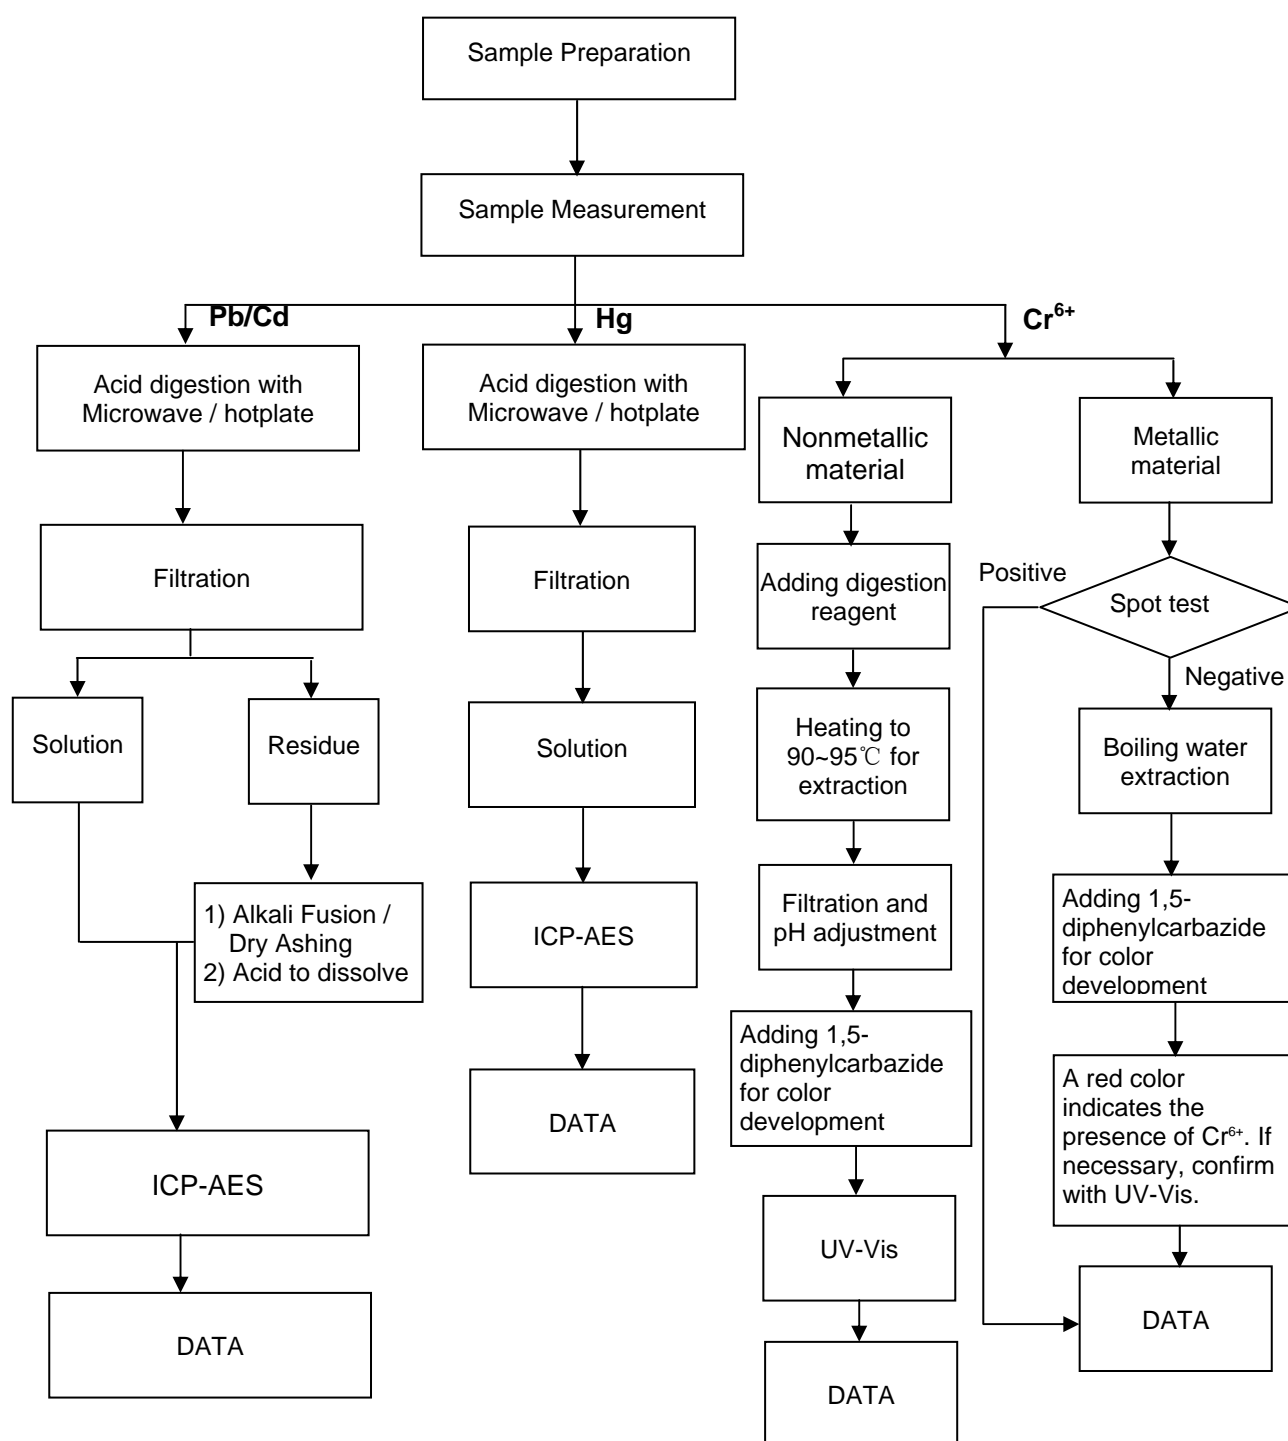 Sample Preparation
Sample Measurement
Pb/Cd
Hg
Cr⁶⁺
Acid digestion with
Microwave / hotplate
Filtration
Solution
Residue
1) Alkali Fusion /
Dry Ashing
2) Acid to dissolve
ICP-AES
DATA
Acid digestion with
Microwave / hotplate
Filtration
Solution
ICP-AES
DATA
Nonmetallic
material
Adding digestion
reagent
Heating to
90~95℃ for
extraction
Filtration and
pH adjustment
Adding 1,5-
diphenylcarbazide
for color
development
UV-Vis
DATA
Metallic
material
Spot test
Positive
Negative
Boiling water
extraction
Adding 1,5-
diphenylcarbazide
for color
development
A red color
indicates the
presence of Cr⁶⁺. If
necessary, confirm
with UV-Vis.
DATA